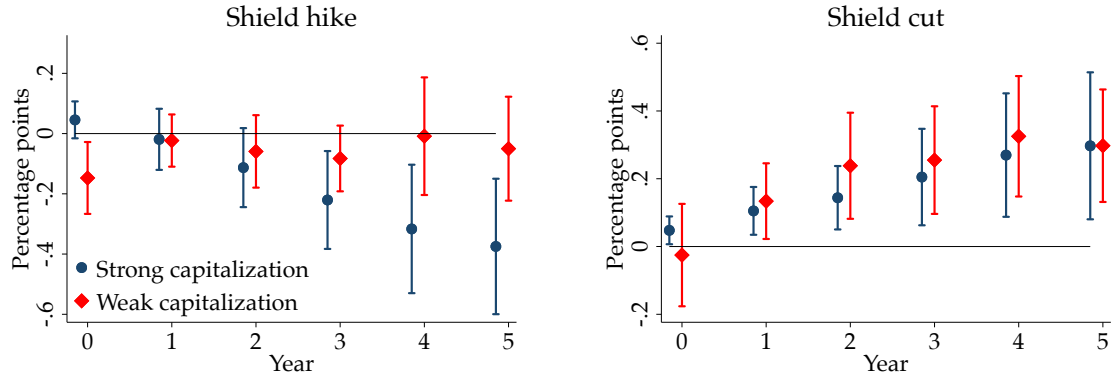 Shield hike
Percentage points
.2
0
-.2
-.4
-.6
Strong capitalization
Weak capitalization
0 1 2 3 4 5
Year
Shield cut
Percentage points
.6
.4
.2
0
-.2
0 1 2 3 4 5
Year